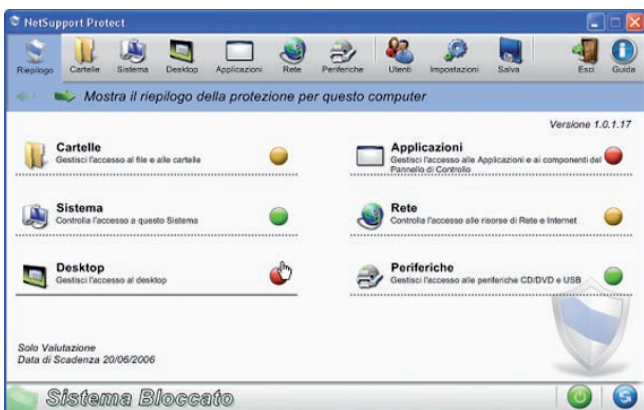 NetSupport Protect
Riepilogo Cartelle Sistema Desktop Applicazioni Rete Periferiche Utenti Impostazioni Salva Esci Guida
Mostra il riepilogo della protezione per questo computer
Versione 1.0.1.17
Cartelle
Gestisci l'accesso al file e alle cartelle
Applicazioni
Gestisci l'accesso alle Applicazioni e ai componenti del
Pannello di Controllo
Sistema
Controlla l'accesso a questo Sistema
Rete
Controlla l'accesso alle risorse di Rete e Internet
Desktop
Gestisci l'accesso al desktop
Periferiche
Gestisci l'accesso alle periferiche CD/DVD e USB
Solo Valutazione
Data di Scadenza 20/06/2006
Sistema Bloccato